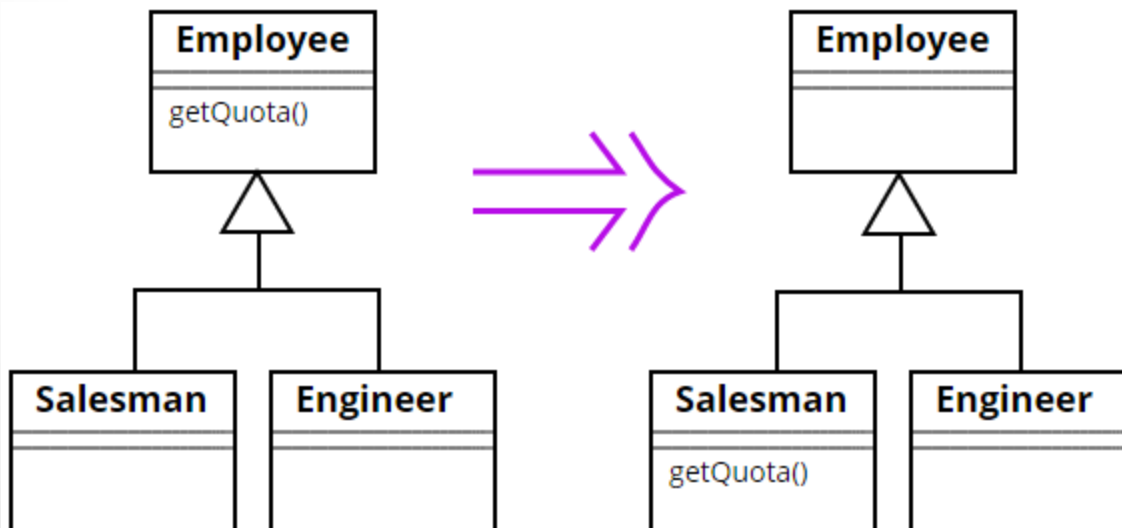 Employee
getQuota()
Salesman
Engineer
Employee
Salesman
getQuota()
Engineer